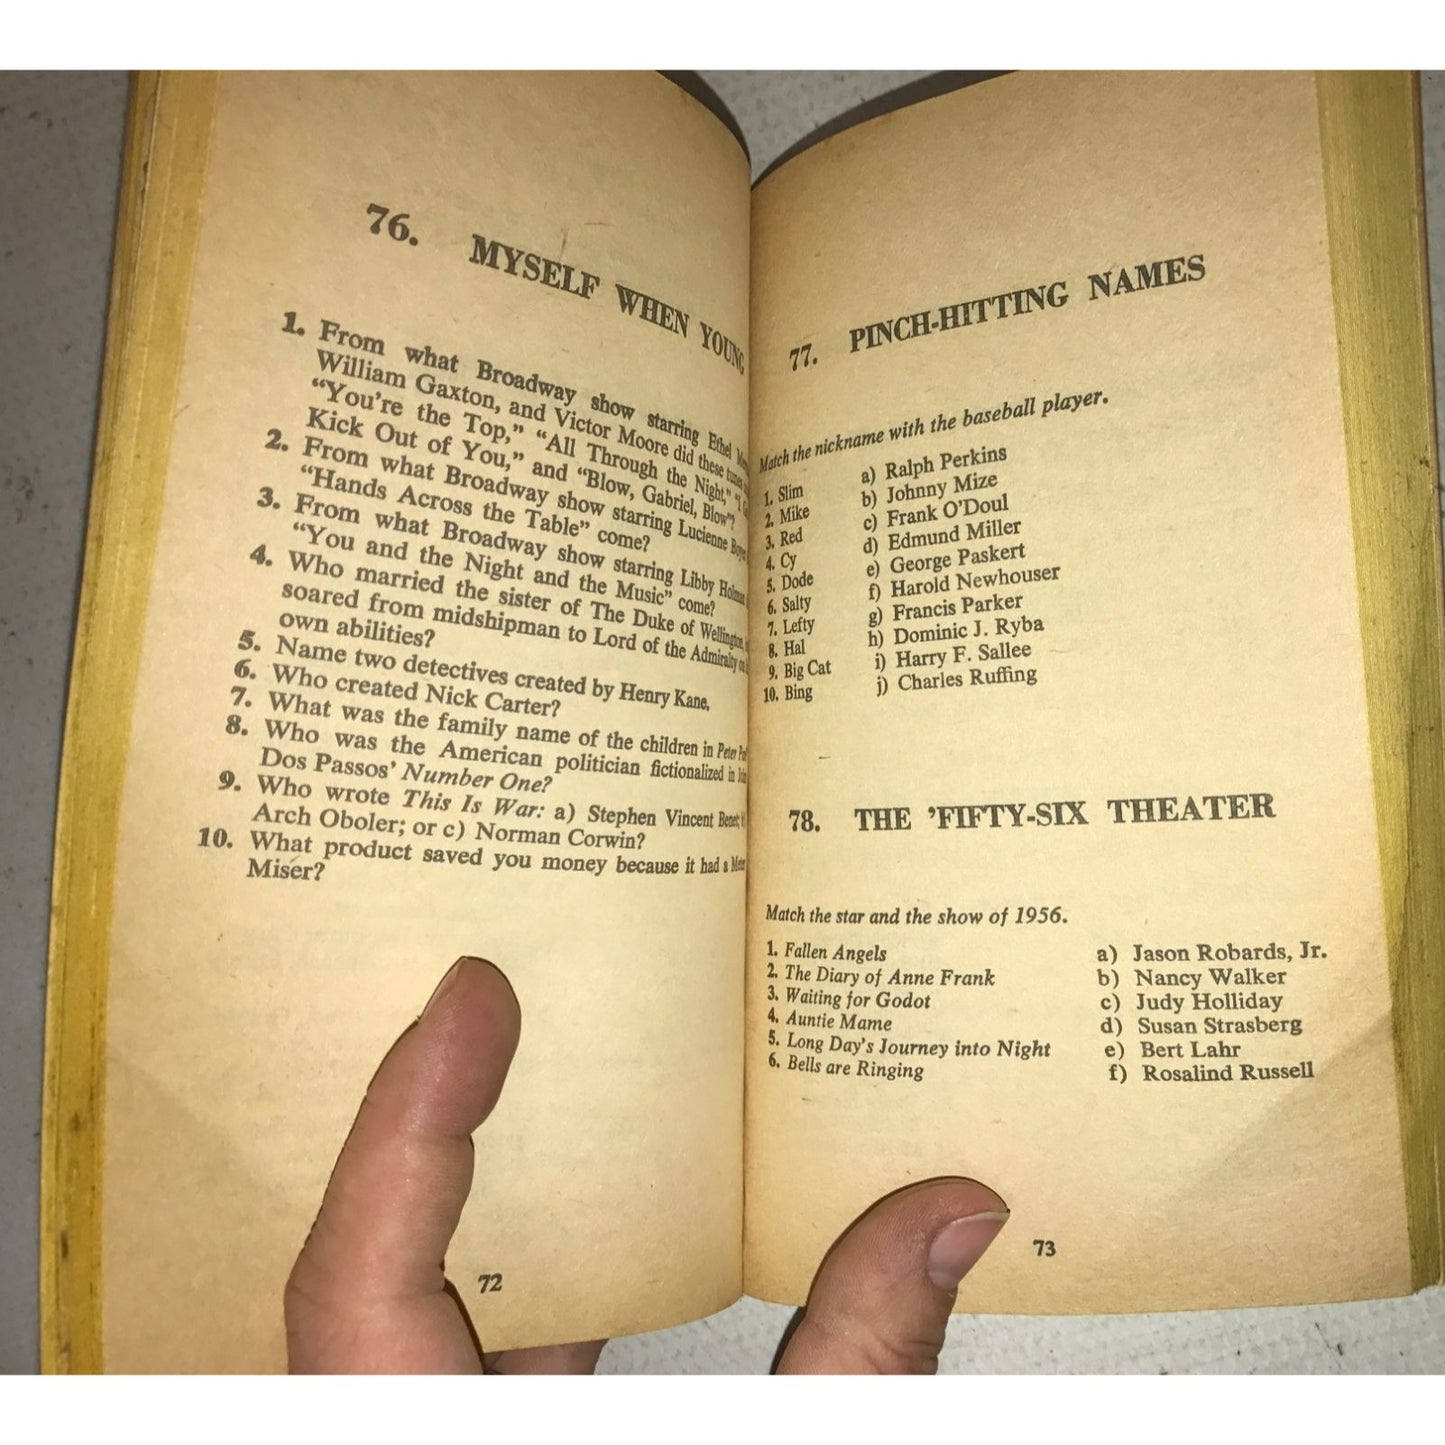 76. MYSELF WHEN YOUNG
1. From what Broadway show starring Ethel
William Gaxton, and Victor Moore did these tunes
"You're the Top," "All Through the Night," "I
Kick Out of You," and "Blow, Gabriel, Blow"?
2. From what Broadway show starring Lucienne
"Hands Across the Table" come?
3. From what Broadway show starring Libby Holman
"You and the Night and the Music" come?
4. Who married the sister of The Duke of Wellington,
soared from midshipman to Lord of the Admiralty on
own abilities?
5. Name two detectives created by Henry Kane.
6. Who created Nick Carter?
7. What was the family name of the children in Peter
8. Who was the American politician fictionalized in
Dos Passos' Number One?
9. Who wrote This Is War: a) Stephen Vincent Benet;
Arch Oboler; or c) Norman Corwin?
10. What product saved you money because it had a
Miser?
72
77. PINCH-HITTING NAMES
Match the nickname with the baseball player.
1. Slim a) Ralph Perkins
2. Mike b) Johnny Mize
3. Red c) Frank O'Doul
4. Cy d) Edmund Miller
5. Dode e) George Paskert
6. Salty f) Harold Newhouser
7. Lefty g) Francis Parker
8. Hal h) Dominic J. Ryba
9. Big Cat i) Harry F. Sallee
10. Bing j) Charles Ruffing
78. THE 'FIFTY-SIX THEATER
Match the star and the show of 1956.
1. Fallen Angels a) Jason Robards, Jr.
2. The Diary of Anne Frank b) Nancy Walker
3. Waiting for Godot c) Judy Holliday
4. Auntie Mame d) Susan Strasberg
5. Long Day's Journey into Night e) Bert Lahr
6. Bells are Ringing f) Rosalind Russell
73